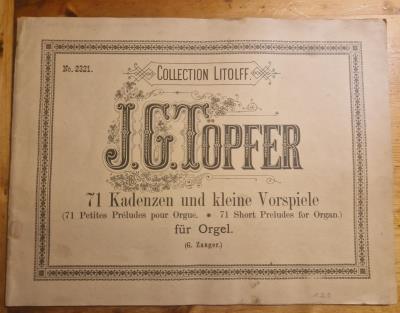 No. 2321.
COLLECTION LITOLFF.
J.G. TÖPFER
71 Kadenzen und kleine Vorspiele
(71 Petites Préludes pour Orgue. * 71 Short Preludes for Organ.)
für Orgel.
(G. Zanger.)